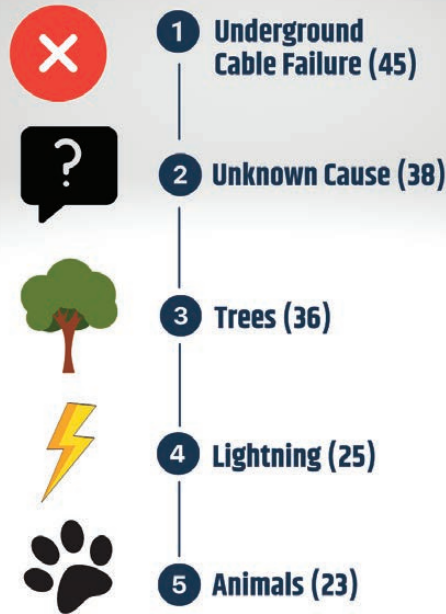 1 Underground
Cable Failure (45)
?
2 Unknown Cause (38)
3 Trees (36)
4 Lightning (25)
5 Animals (23)